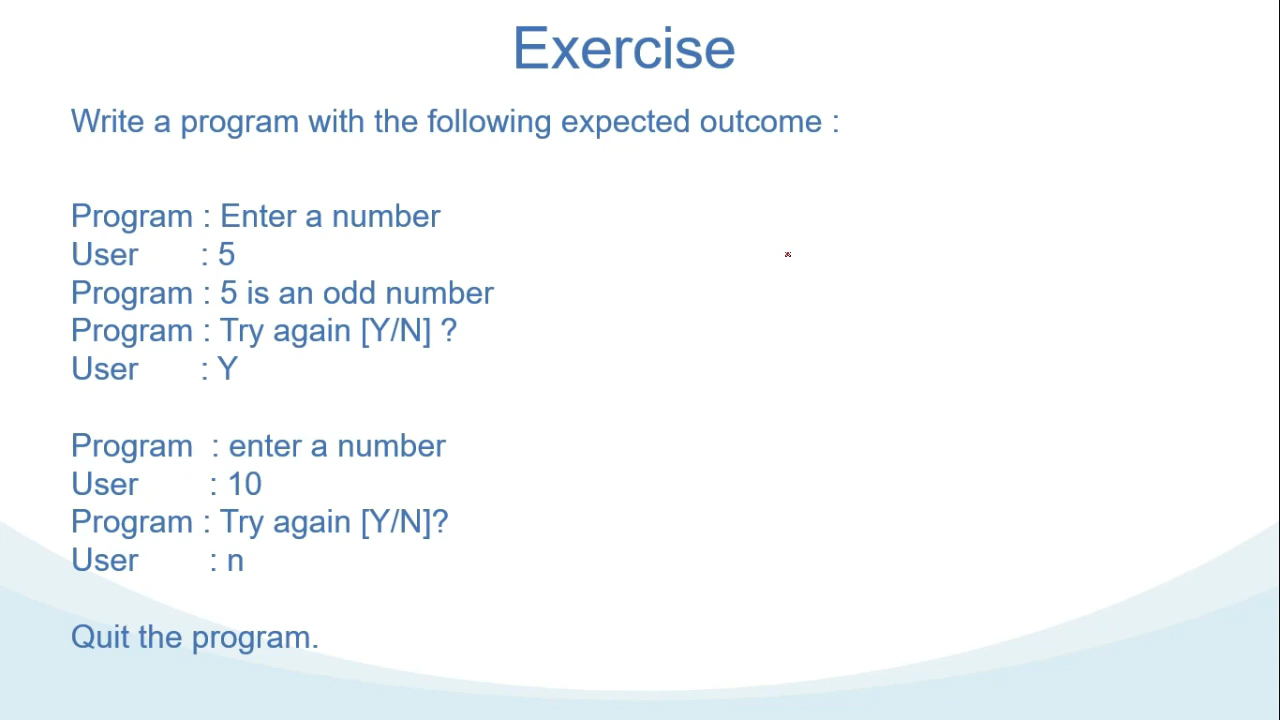 Exercise
Write a program with the following expected outcome :
Program : Enter a number
User : 5
Program : 5 is an odd number
Program : Try again [Y/N] ?
User : Y
Program : enter a number
User : 10
Program : Try again [Y/N]?
User : n
Quit the program.